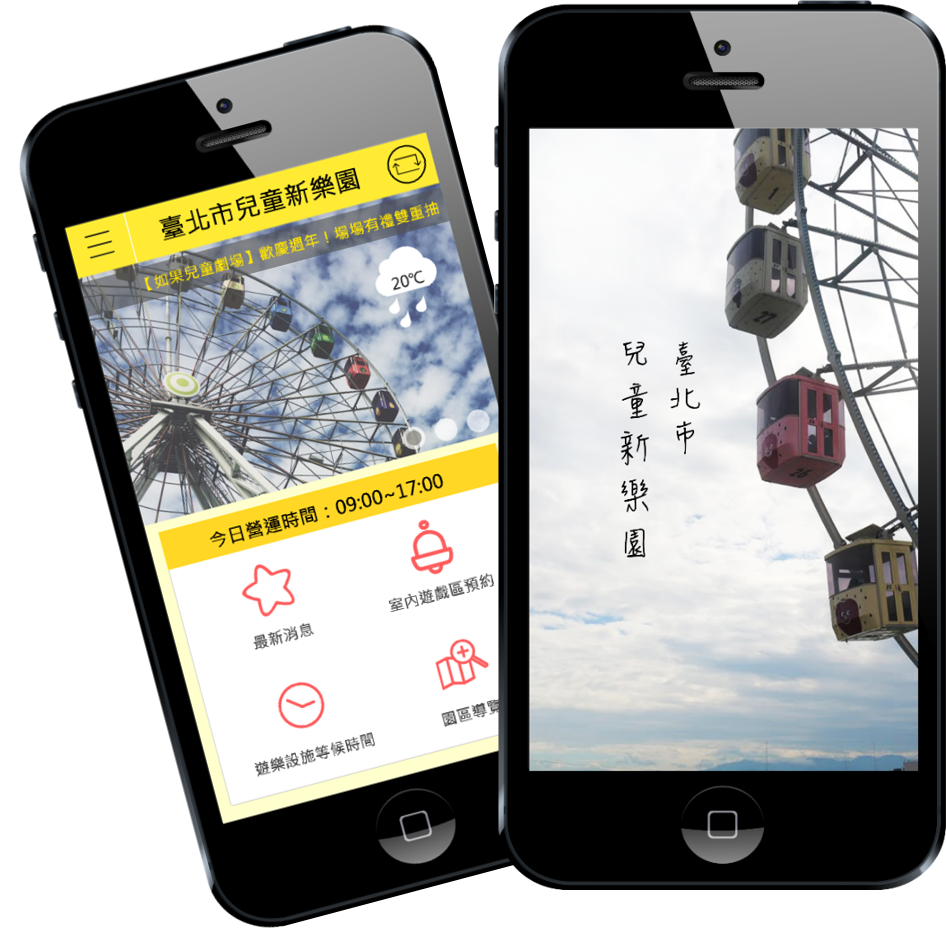 臺北市兒童新樂園
【如果兒童劇場】歡慶週年！場場有禮雙重抽
20℃
今日營運時間：09:00~17:00
最新消息
室內遊戲區預約
遊樂設施等候時間
園區導覽
臺北市
兒童新樂園
1
27
26